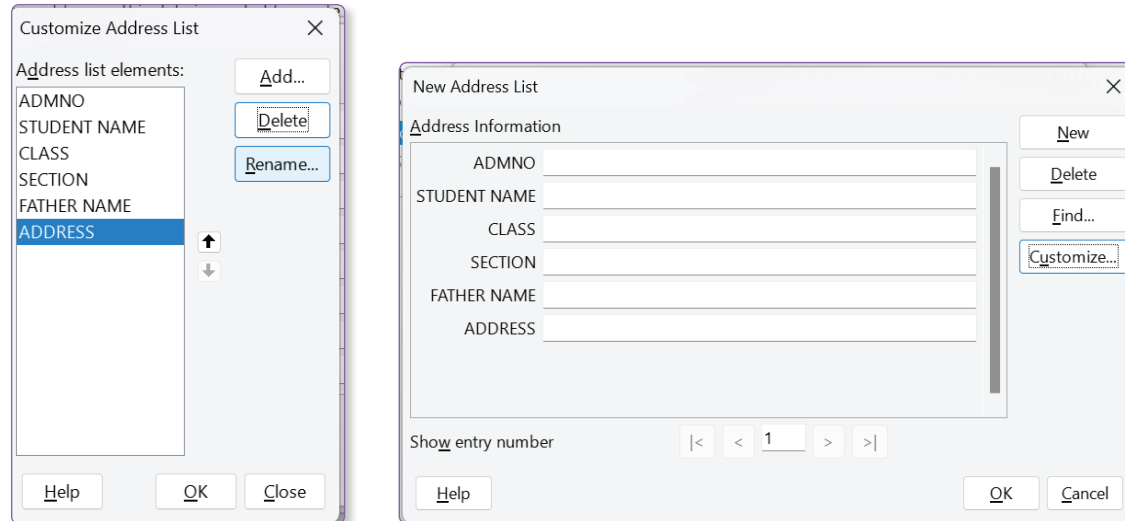 Customize Address List
Address list elements:
Add...
ADMNO
STUDENT NAME
CLASS
SECTION
FATHER NAME
ADDRESS
Delete
Rename...
Help
OK
Close
New Address List
Address Information
ADMNO
STUDENT NAME
CLASS
SECTION
FATHER NAME
ADDRESS
New
Delete
Find...
Customize...
Show entry number
|<
<
1
>
>|
Help
OK
Cancel